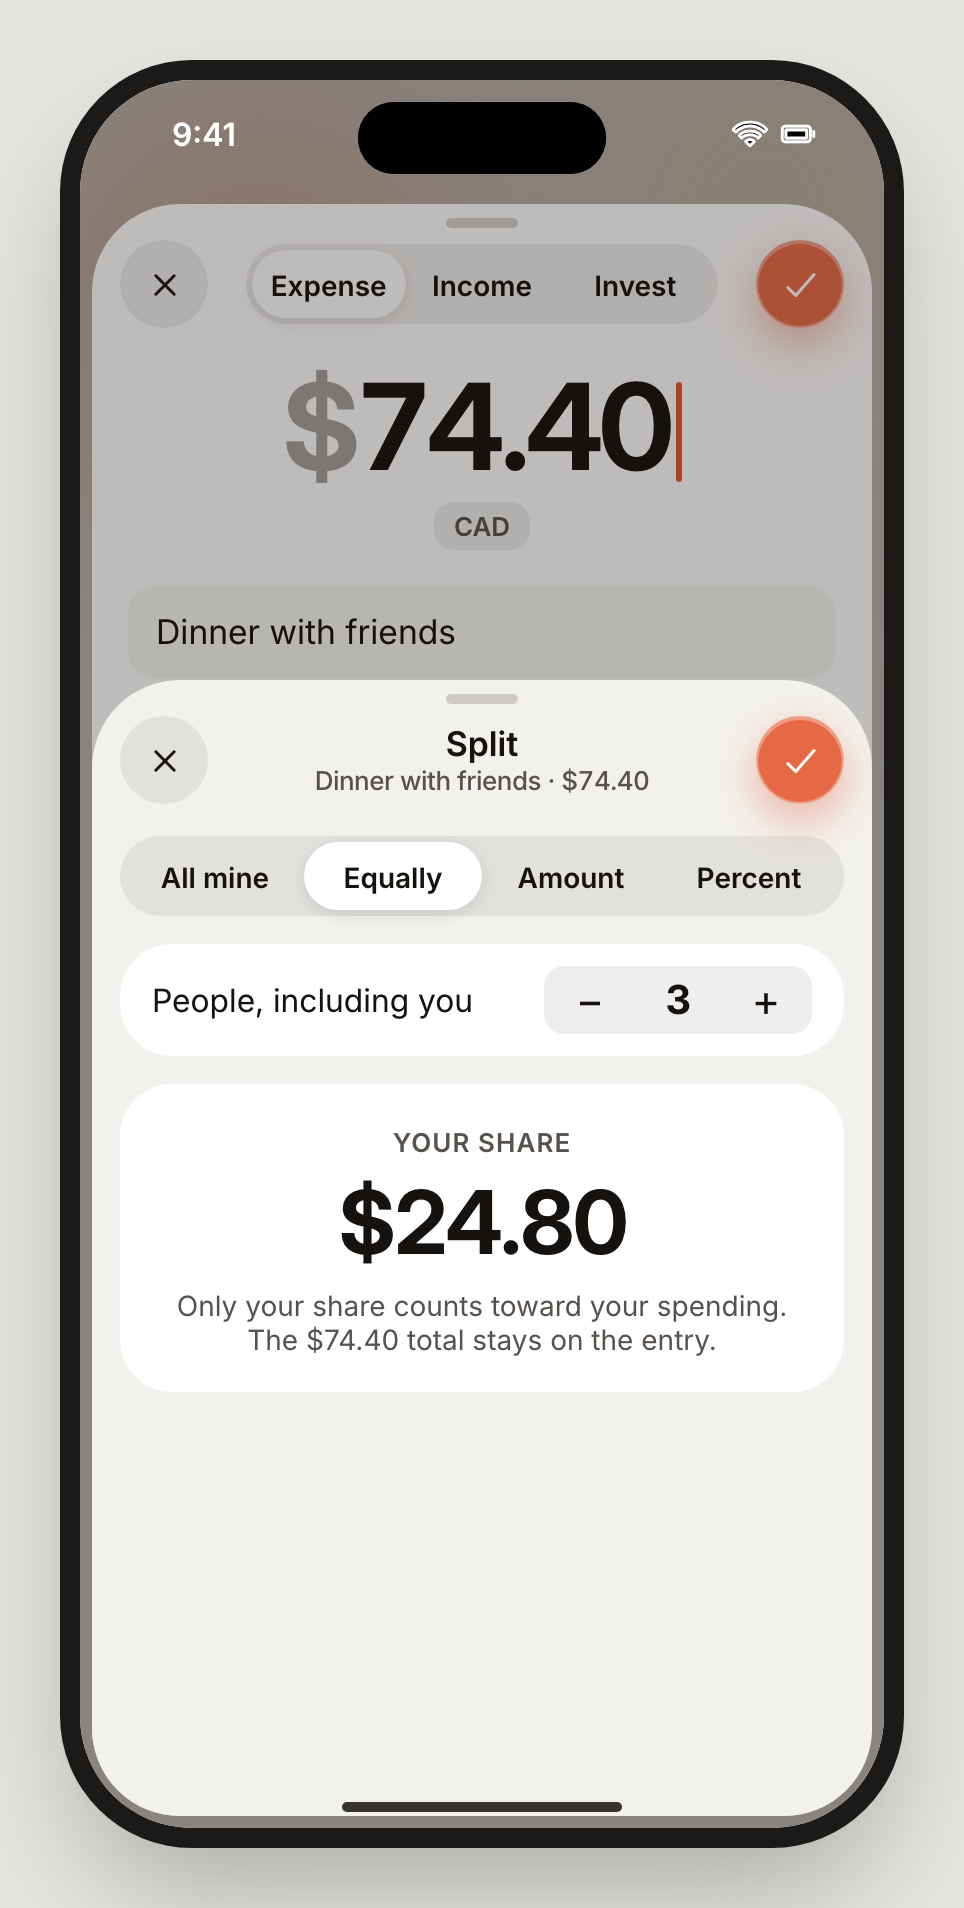 9:41
Expense Income Invest
$74.40
CAD
Dinner with friends
Split
Dinner with friends · $74.40
All mine Equally Amount Percent
People, including you − 3 +
YOUR SHARE
$24.80
Only your share counts toward your spending.
The $74.40 total stays on the entry.